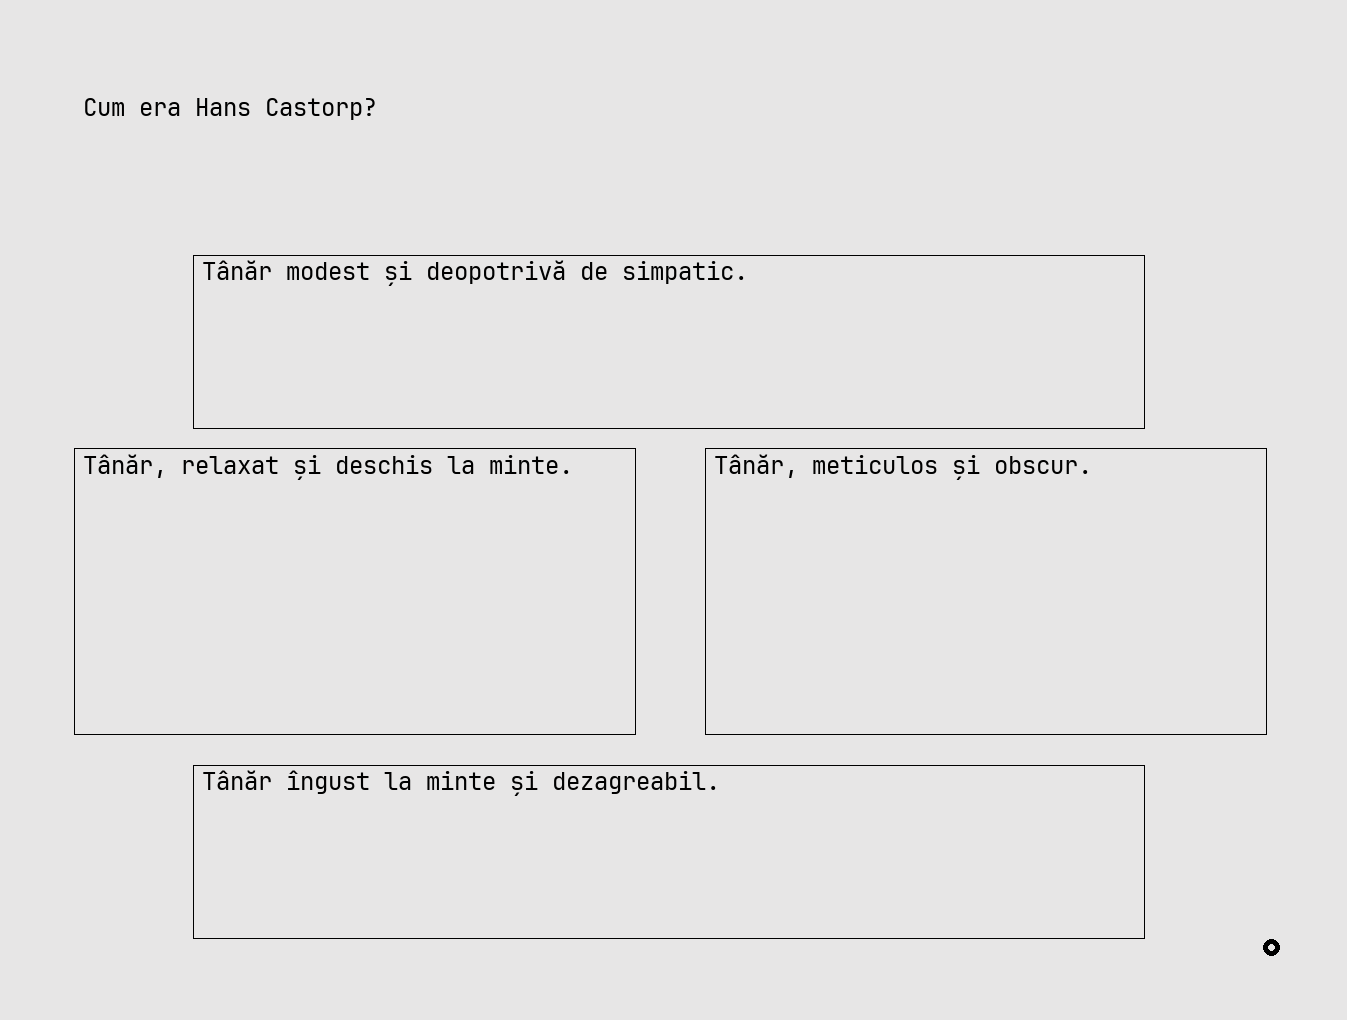 Cum era Hans Castorp?
Tânăr modest și deopotrivă de simpatic.
Tânăr, relaxat și deschis la minte.
Tânăr, meticulos și obscur.
Tânăr îngust la minte și dezagreabil.